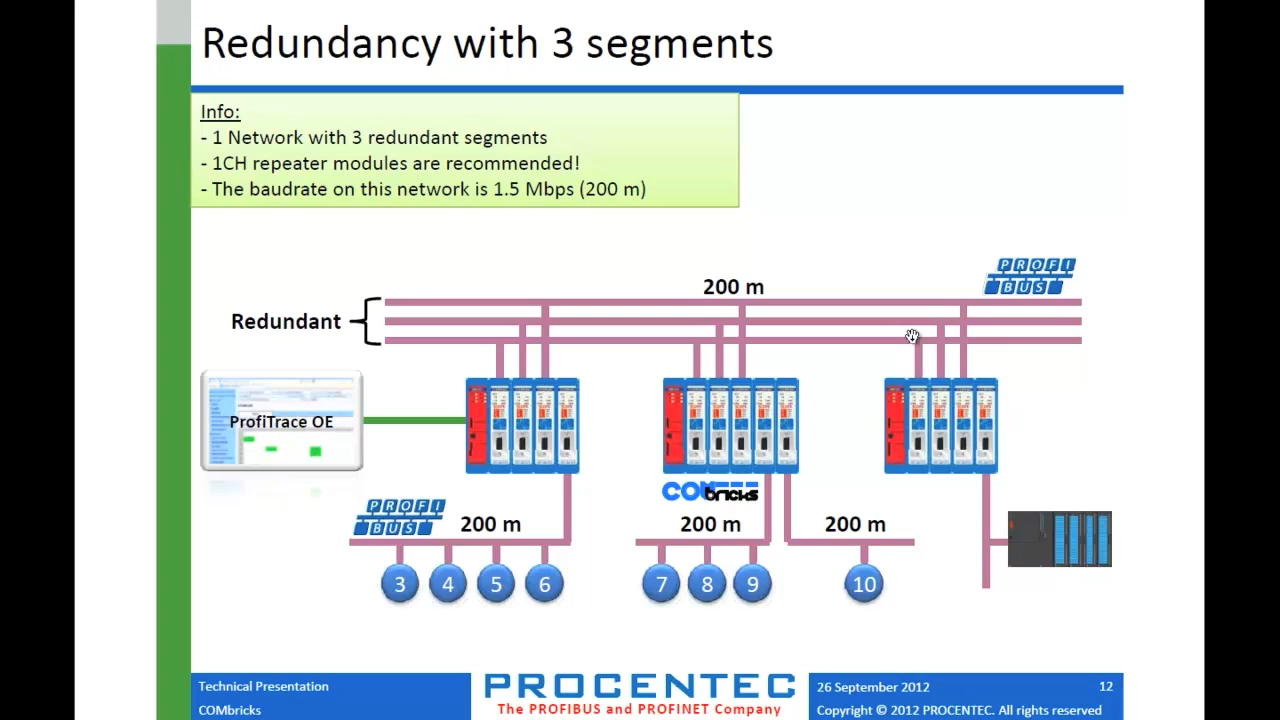 Redundancy with 3 segments
Info:
- 1 Network with 3 redundant segments
- 1CH repeater modules are recommended!
- The baudrate on this network is 1.5 Mbps (200 m)
PROFI
BUS
200 m
Redundant
ProfiTrace OE
COMbricks
PROFI
BUS
200 m
200 m
200 m
3
4
5
6
7
8
9
10
Technical Presentation
COMbricks
PROCENTEC
The PROFIBUS and PROFINET Company
26 September 2012
12
Copyright © 2012 PROCENTEC. All rights reserved